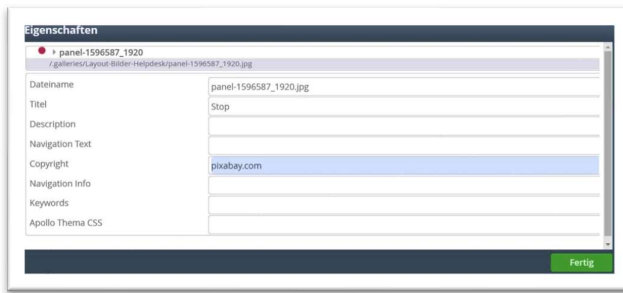 Eigenschaften
panel-1596587_1920
/.galleries/Layout-Bilder-Helpdesk/panel-1596587_1920.jpg
Dateiname panel-1596587_1920.jpg
Titel Stop
Description
Navigation Text
Copyright pixabay.com
Navigation Info
Keywords
Apollo Thema CSS
Fertig